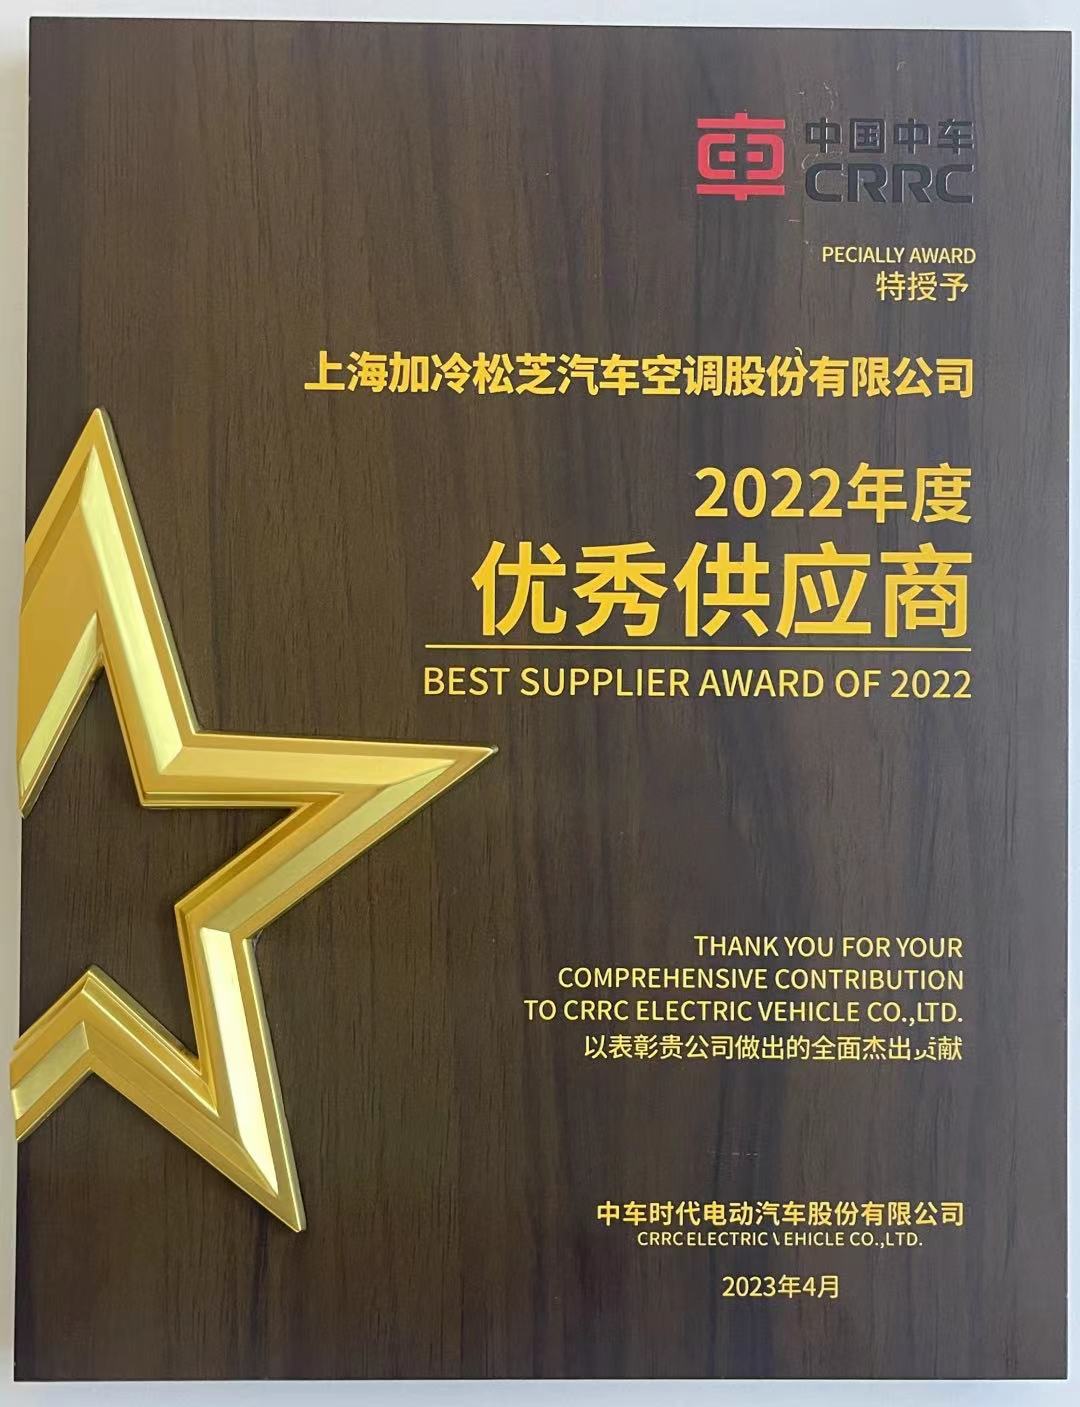 中国中车
CRRC
PECIALLY AWARD
特授予
上海加冷松芝汽车空调股份有限公司
2022年度
优秀供应商
BEST SUPPLIER AWARD OF 2022
THANK YOU FOR YOUR
COMPREHENSIVE CONTRIBUTION
TO CRRC ELECTRIC VEHICLE CO.,LTD.
以表彰贵公司做出的全面杰出贡献
中车时代电动汽车股份有限公司
CRRC ELECTRIC VEHICLE CO.,LTD.
2023年4月